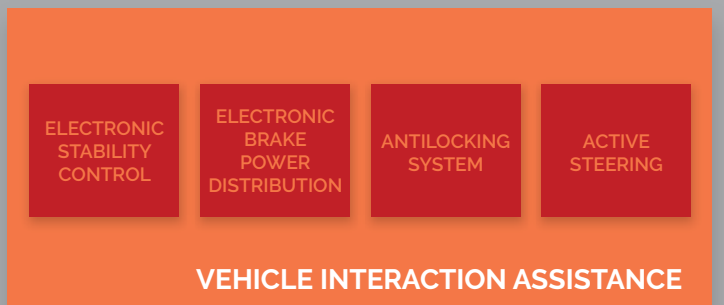 ELECTRONIC
STABILITY
CONTROL
ELECTRONIC
BRAKE
POWER
DISTRIBUTION
ANTILOCKING
SYSTEM
ACTIVE
STEERING
VEHICLE INTERACTION ASSISTANCE